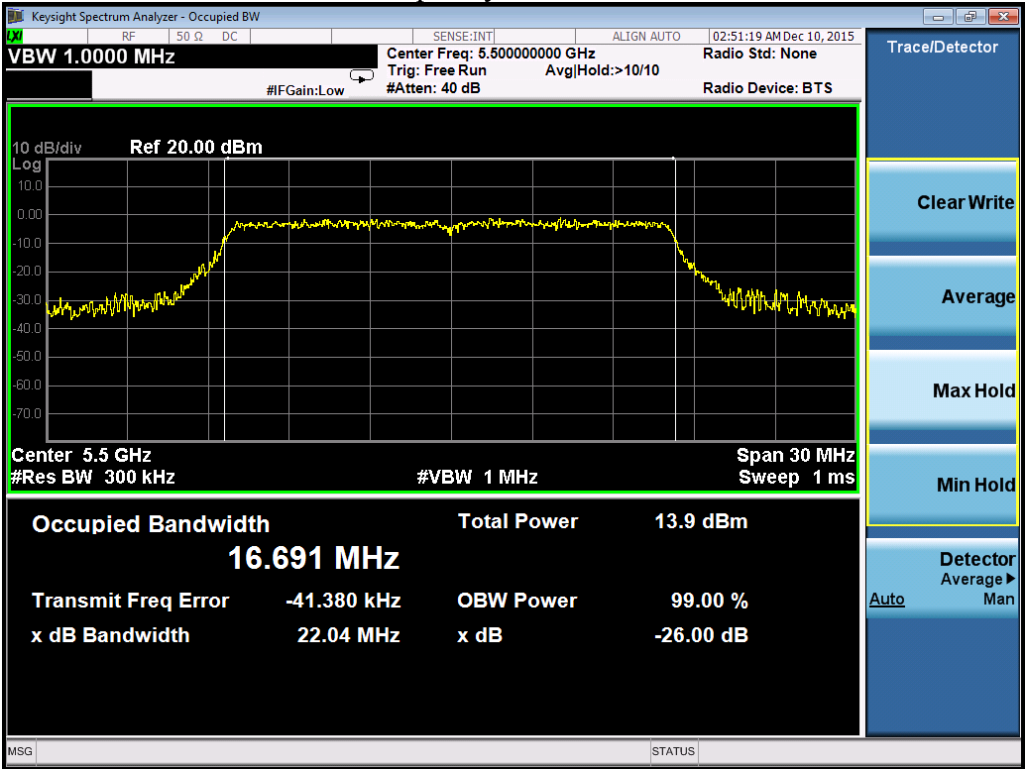 Keysight Spectrum Analyzer - Occupied BW
LXI RF 50 Ω DC SENSE:INT ALIGN AUTO 02:51:19 AM Dec 10, 2015
VBW 1.0000 MHz Center Freq: 5.500000000 GHz Radio Std: None
Trig: Free Run Avg|Hold:>10/10
#IFGain:Low #Atten: 40 dB Radio Device: BTS
10 dB/div Ref 20.00 dBm
Log
10.0
0.00
-10.0
-20.0
-30.0
-40.0
-50.0
-60.0
-70.0
Center 5.5 GHz Span 30 MHz
#Res BW 300 kHz #VBW 1 MHz Sweep 1 ms
Occupied Bandwidth Total Power 13.9 dBm
16.691 MHz
Transmit Freq Error -41.380 kHz OBW Power 99.00 %
x dB Bandwidth 22.04 MHz x dB -26.00 dB
MSG STATUS
Trace/Detector
Clear Write
Average
Max Hold
Min Hold
Detector
Average▶
Auto Man